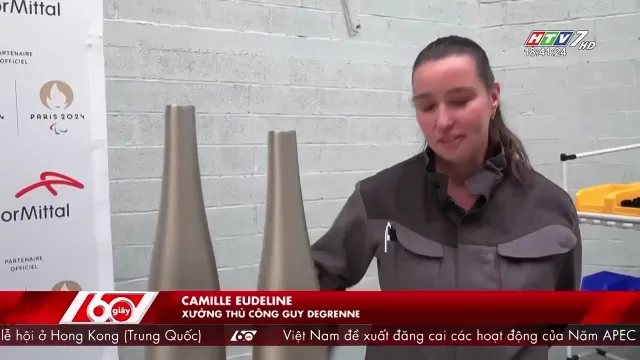 orMittal
PARTENAIRE
OFFICIEL
PARIS 2024
orMittal
PARTENAIRE
OFFICIEL
HTV7 HD
18:41:24
60 giây
CAMILLE EUDELINE
XƯỞNG THỦ CÔNG GUY DEGRENNE
lễ hội ở Hong Kong (Trung Quốc)
Việt Nam đề xuất đăng cai các hoạt động của Năm APEC